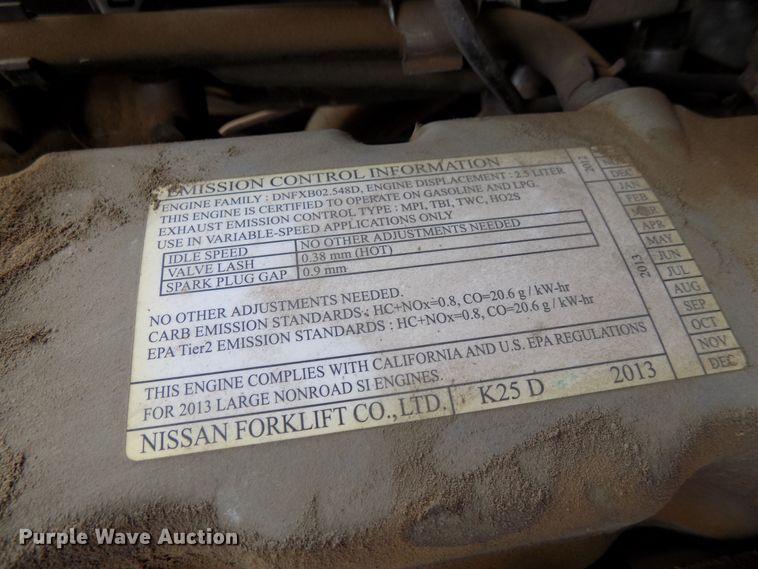 EMISSION CONTROL INFORMATION
ENGINE FAMILY : DNFXB02.548D, ENGINE DISPLACEMENT : 2.5 LITER
THIS ENGINE IS CERTIFIED TO OPERATE ON GASOLINE AND LPG.
EXHAUST EMISSION CONTROL TYPE : MPI, TBI, TWC, HO2S
USE IN VARIABLE-SPEED APPLICATIONS ONLY
IDLE SPEED NO OTHER ADJUSTMENTS NEEDED
VALVE LASH 0.38 mm (HOT)
SPARK PLUG GAP 0.9 mm
NO OTHER ADJUSTMENTS NEEDED.
CARB EMISSION STANDARDS : HC+NOx=0.8, CO=20.6 g / kW-hr
EPA Tier2 EMISSION STANDARDS : HC+NOx=0.8, CO=20.6 g / kW-hr
THIS ENGINE COMPLIES WITH CALIFORNIA AND U.S. EPA REGULATIONS
FOR 2013 LARGE NONROAD SI ENGINES.
NISSAN FORKLIFT CO., LTD. K25 D 2013
2012
DEC
2013
JAN
FEB
MAR
APR
MAY
JUN
JUL
AUG
SEP
OCT
NOV
DEC
Purple Wave Auction